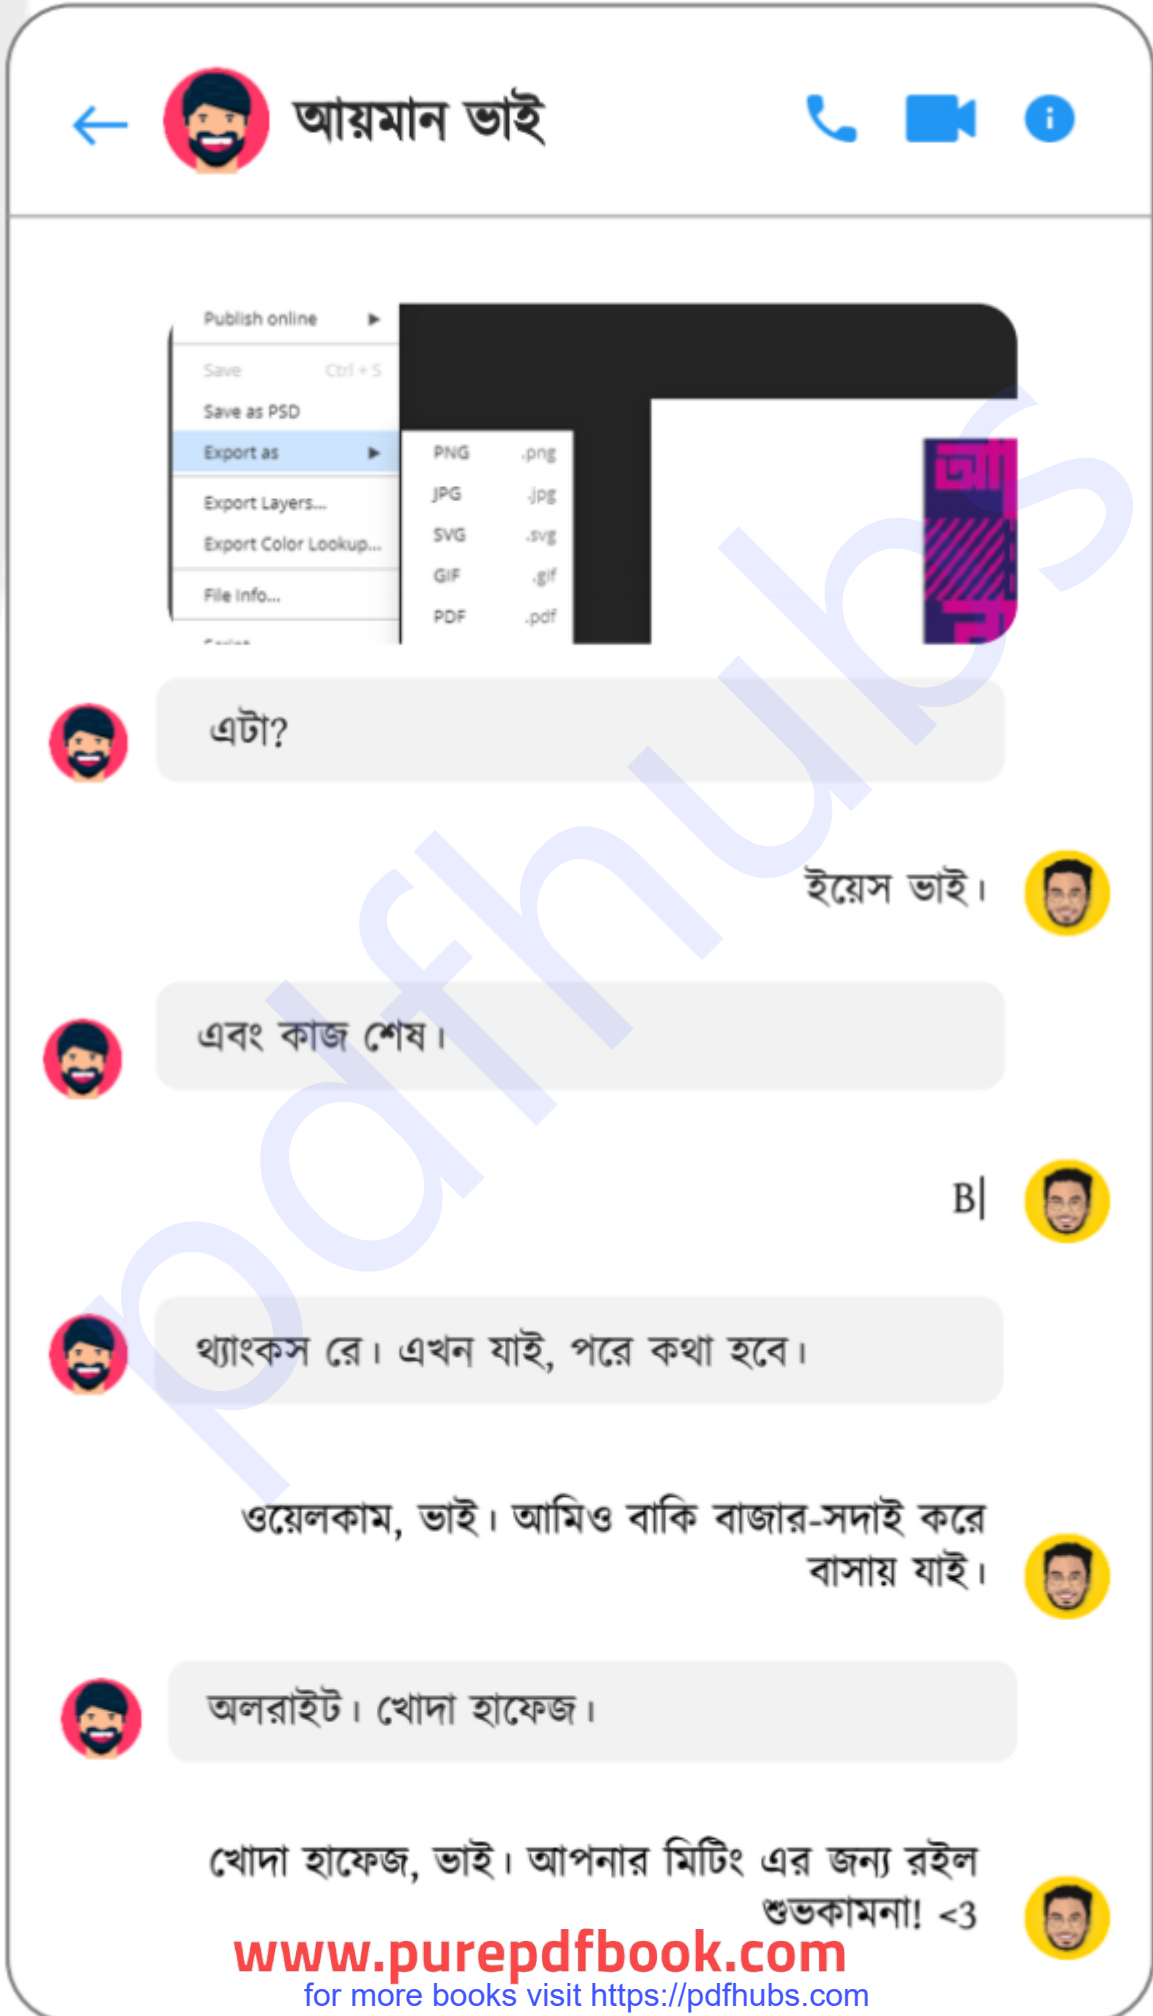 আয়মান ভাই
Publish online
Save Ctrl + S
Save as PSD
Export as
PNG .png
JPG .jpg
Export Layers...
SVG .svg
Export Color Lookup...
GIF .gif
File Info...
PDF .pdf
Script
এটা?
ইয়েস ভাই।
এবং কাজ শেষ।
B|
থ্যাংকস রে। এখন যাই, পরে কথা হবে।
ওয়েলকাম, ভাই। আমিও বাকি বাজার-সদাই করে
বাসায় যাই।
অলরাইট। খোদা হাফেজ।
খোদা হাফেজ, ভাই। আপনার মিটিং এর জন্য রইল
শুভকামনা! <3
www.purepdfbook.com
for more books visit https://pdfhubs.com
pdfhubs